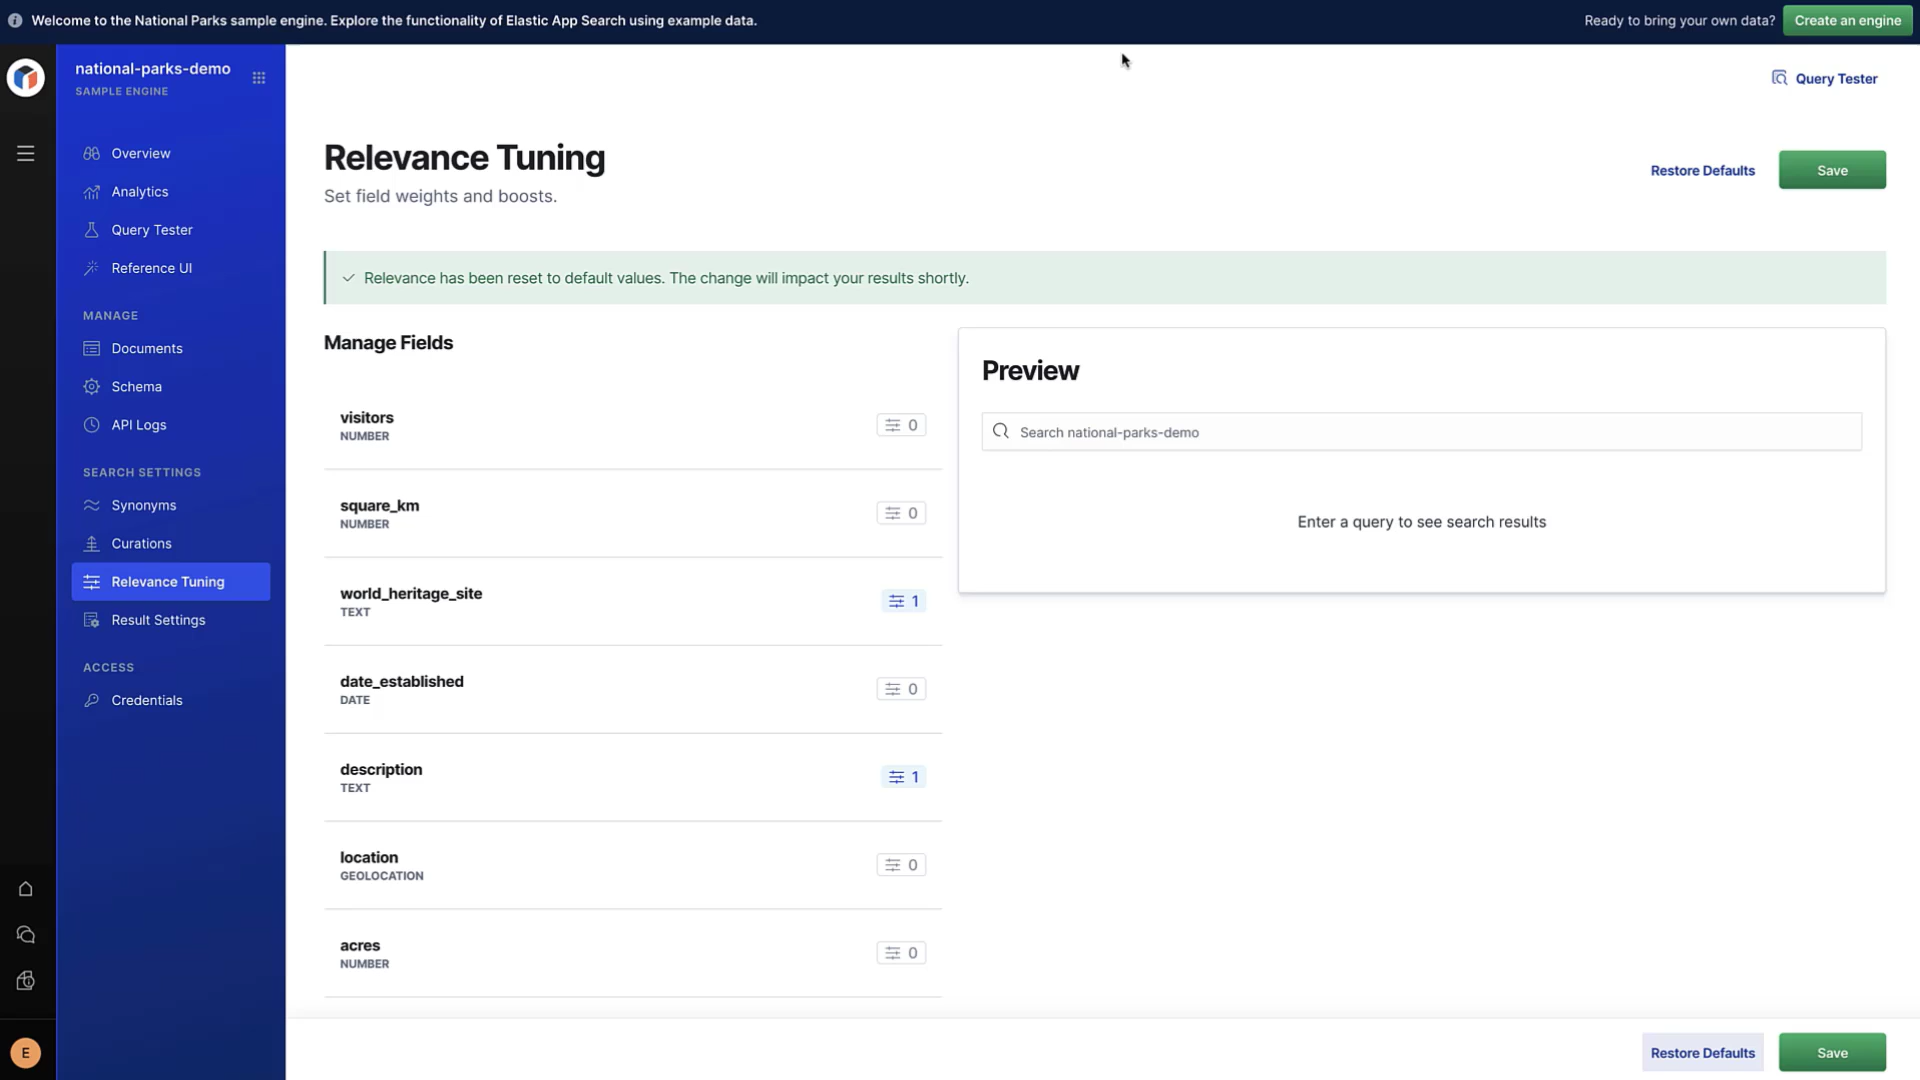 Welcome to the National Parks sample engine. Explore the functionality of Elastic App Search using example data.
Ready to bring your own data?
Create an engine
national-parks-demo
SAMPLE ENGINE
Overview
Analytics
Query Tester
Reference UI
MANAGE
Documents
Schema
API Logs
SEARCH SETTINGS
Synonyms
Curations
Relevance Tuning
Result Settings
ACCESS
Credentials
E
Query Tester
Relevance Tuning
Set field weights and boosts.
Restore Defaults
Save
Relevance has been reset to default values. The change will impact your results shortly.
Manage Fields
visitors
NUMBER
0
square_km
NUMBER
0
world_heritage_site
TEXT
1
date_established
DATE
0
description
TEXT
1
location
GEOLOCATION
0
acres
NUMBER
0
Preview
Search national-parks-demo
Enter a query to see search results
Restore Defaults
Save